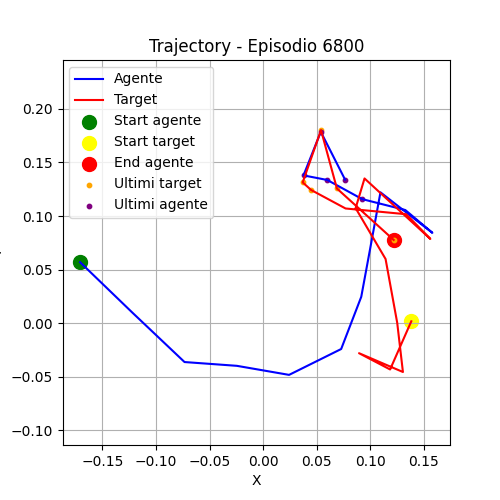 Trajectory - Episodio 6800
Agente
Target
Start agente
Start target
End agente
Ultimi target
Ultimi agente
0.20
0.15
0.10
0.05
0.00
−0.05
−0.10
−0.15
−0.10
−0.05
0.00
0.05
0.10
0.15
X